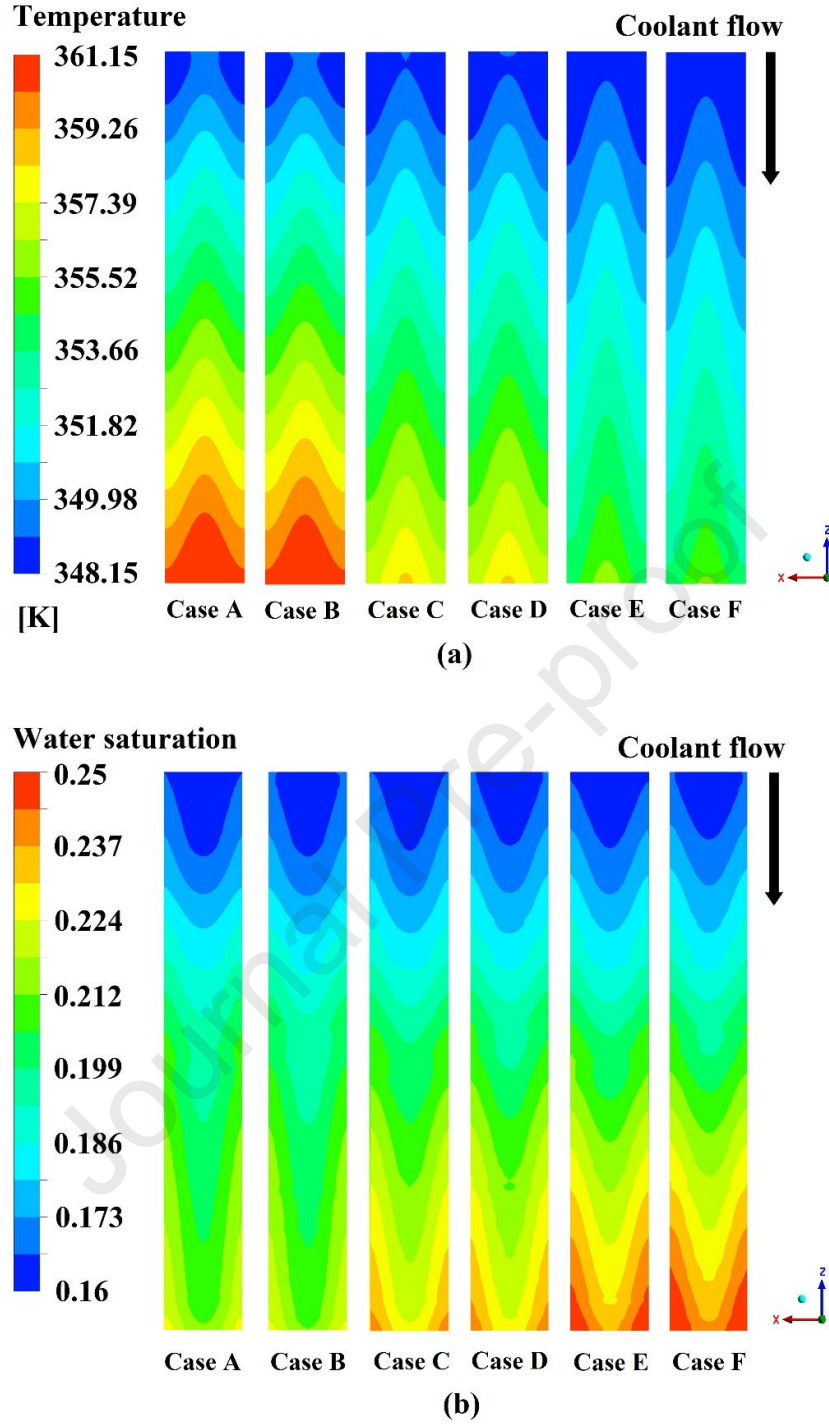 Temperature
Coolant flow
361.15
359.26
357.39
355.52
353.66
351.82
349.98
348.15
[K]
Z
X
Case A Case B Case C Case D Case E Case F
(a)
Journal Pre-proof
Water saturation
Coolant flow
0.25
0.237
0.224
0.212
0.199
0.186
0.173
0.16
Z
X
Case A Case B Case C Case D Case E Case F
(b)